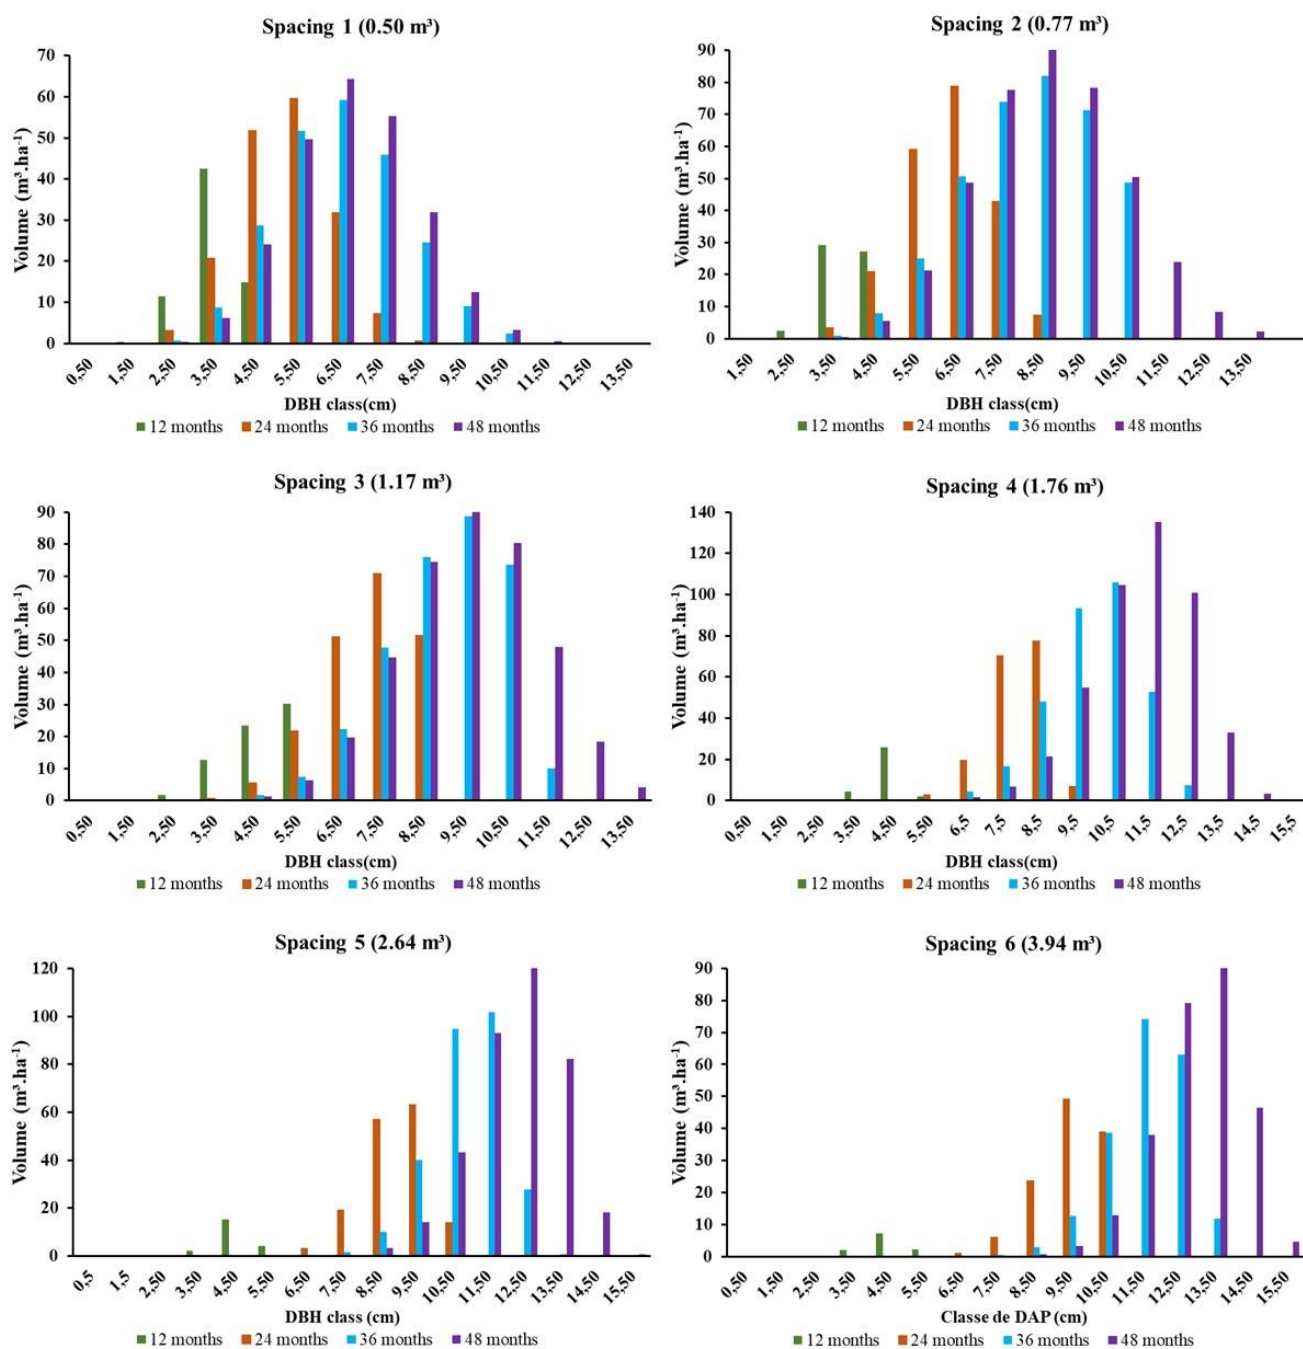 Spacing 1 (0.50 m³)
70
60
50
40
30
20
10
0
Volume (m³.ha⁻¹)
0,50 1,50 2,50 3,50 4,50 5,50 6,50 7,50 8,50 9,50 10,50 11,50 12,50 13,50
DBH class(cm)
12 months 24 months 36 months 48 months
Spacing 2 (0.77 m³)
90
80
70
60
50
40
30
20
10
0
Volume (m³.ha⁻¹)
1,50 2,50 3,50 4,50 5,50 6,50 7,50 8,50 9,50 10,50 11,50 12,50 13,50
DBH class(cm)
12 months 24 months 36 months 48 months
Spacing 3 (1.17 m³)
90
80
70
60
50
40
30
20
10
0
Volume (m³.ha⁻¹)
0,50 1,50 2,50 3,50 4,50 5,50 6,50 7,50 8,50 9,50 10,50 11,50 12,50 13,50
DBH class(cm)
12 months 24 months 36 months 48 months
Spacing 4 (1.76 m³)
140
120
100
80
60
40
20
0
Volume (m³.ha⁻¹)
0,50 1,50 2,50 3,50 4,50 5,50 6,5 7,5 8,5 9,5 10,5 11,5 12,5 13,5 14,5 15,5
DBH class(cm)
12 months 24 months 36 months 48 months
Spacing 5 (2.64 m³)
120
100
80
60
40
20
0
Volume (m³.ha⁻¹)
0,5 1,5 2,50 3,50 4,50 5,50 6,50 7,50 8,50 9,50 10,50 11,50 12,50 13,50 14,50 15,50
DBH class (cm)
12 months 24 months 36 months 48 months
Spacing 6 (3.94 m³)
90
80
70
60
50
40
30
20
10
0
Volume (m³.ha⁻¹)
0,50 1,50 2,50 3,50 4,50 5,50 6,50 7,50 8,50 9,50 10,50 11,50 12,50 13,50 14,50 15,50
Classe de DAP (cm)
12 months 24 months 36 months 48 months